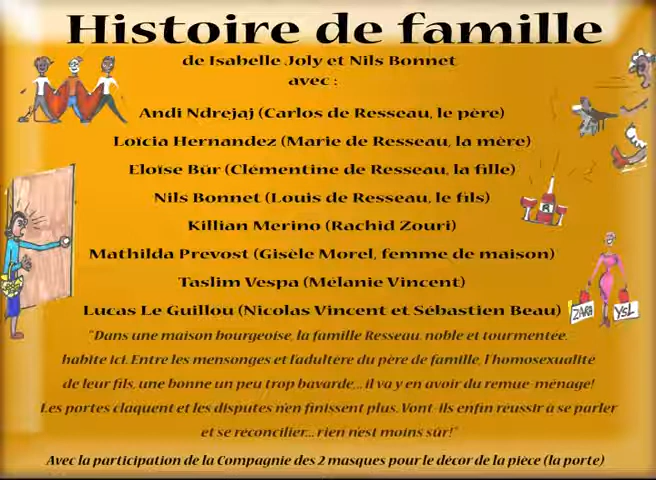 Histoire de famille
de Isabelle Joly et Nils Bonnet
avec :
Andi Ndrejaj (Carlos de Resseau, le père)
Loïcia Hernandez (Marie de Resseau, la mère)
Eloïse Bür (Clémentine de Resseau, la fille)
Nils Bonnet (Louis de Resseau, le fils)
Killian Merino (Rachid Zouri)
Mathilda Prevost (Gisèle Morel, femme de maison)
Taslim Vespa (Mélanie Vincent)
Lucas Le Guillou (Nicolas Vincent et Sébastien Beau)
"Dans une maison bourgeoise, la famille Resseau, noble et tourmentée,
habite ici. Entre les mensonges et l'adultère du père de famille, l'homosexualité
de leur fils, une bonne un peu trop bavarde,... il va y en avoir du remue-ménage!
Les portes claquent et les disputes n'en finissent plus. Vont-ils enfin réussir à se parler
et se réconcilier... rien n'est moins sûr!"
Avec la participation de la Compagnie des 2 masques pour le décor de la pièce (la porte)
R
ZARA
YSL